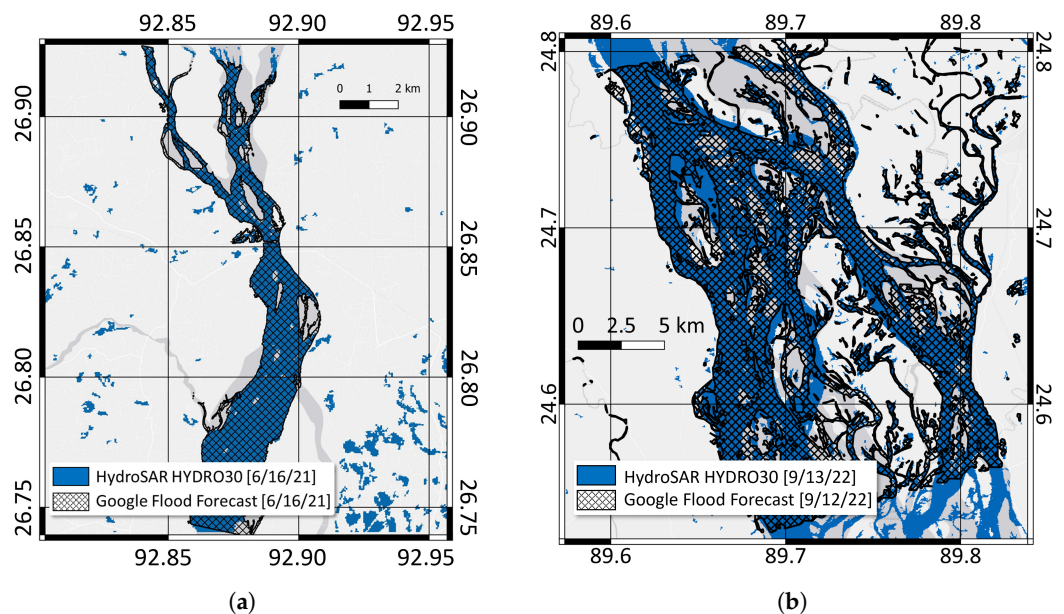 92.85 92.90 92.95
0 1 2 km
26.90 26.90
26.85 26.85
26.80 26.80
26.75 26.75
HydroSAR HYDRO30 [6/16/21]
Google Flood Forecast [6/16/21]
92.85 92.90 92.95
(a)
89.6 89.7 89.8
24.8 24.8
24.7 24.7
0 2.5 5 km
24.6 24.6
HydroSAR HYDRO30 [9/13/22]
Google Flood Forecast [9/12/22]
89.6 89.7 89.8
(b)